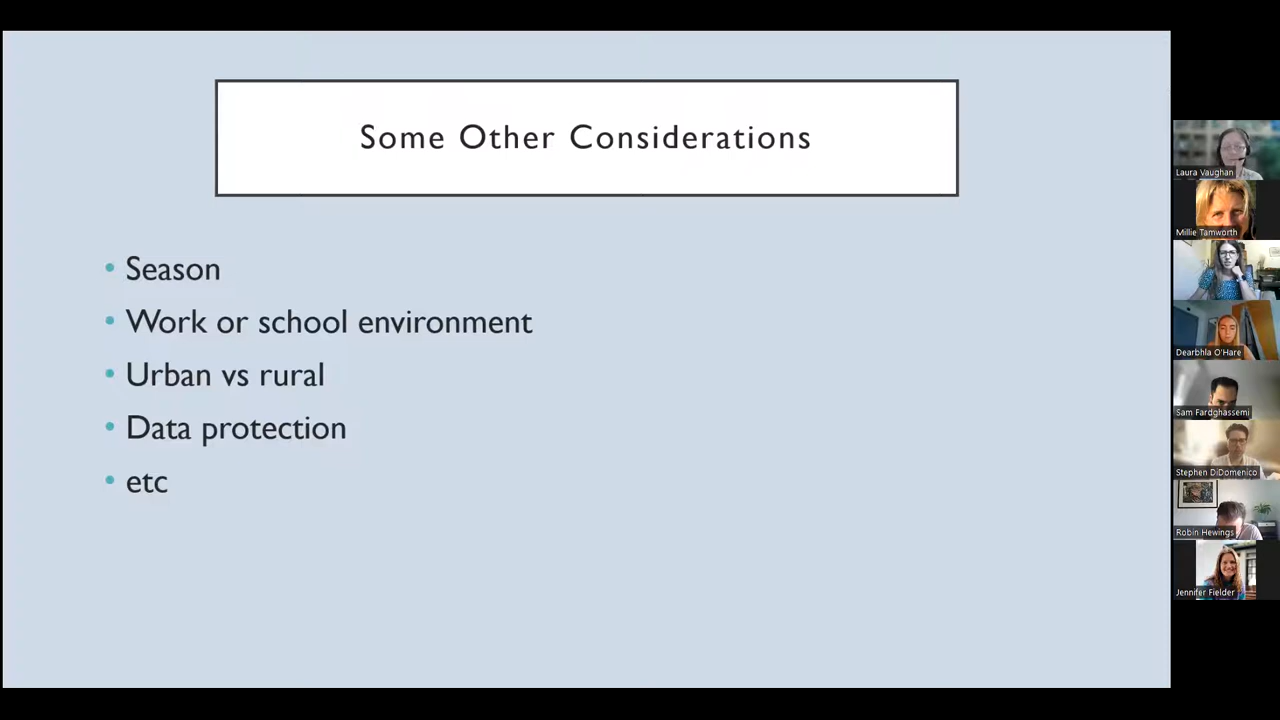 Some Other Considerations
Season
Work or school environment
Urban vs rural
Data protection
etc
Laura Vaughan
Millie Tamworth
Dearbhla O'Hare
Sam Fardghassemi
Stephen DiDomenico
Robin Hewings
Jennifer Fielder